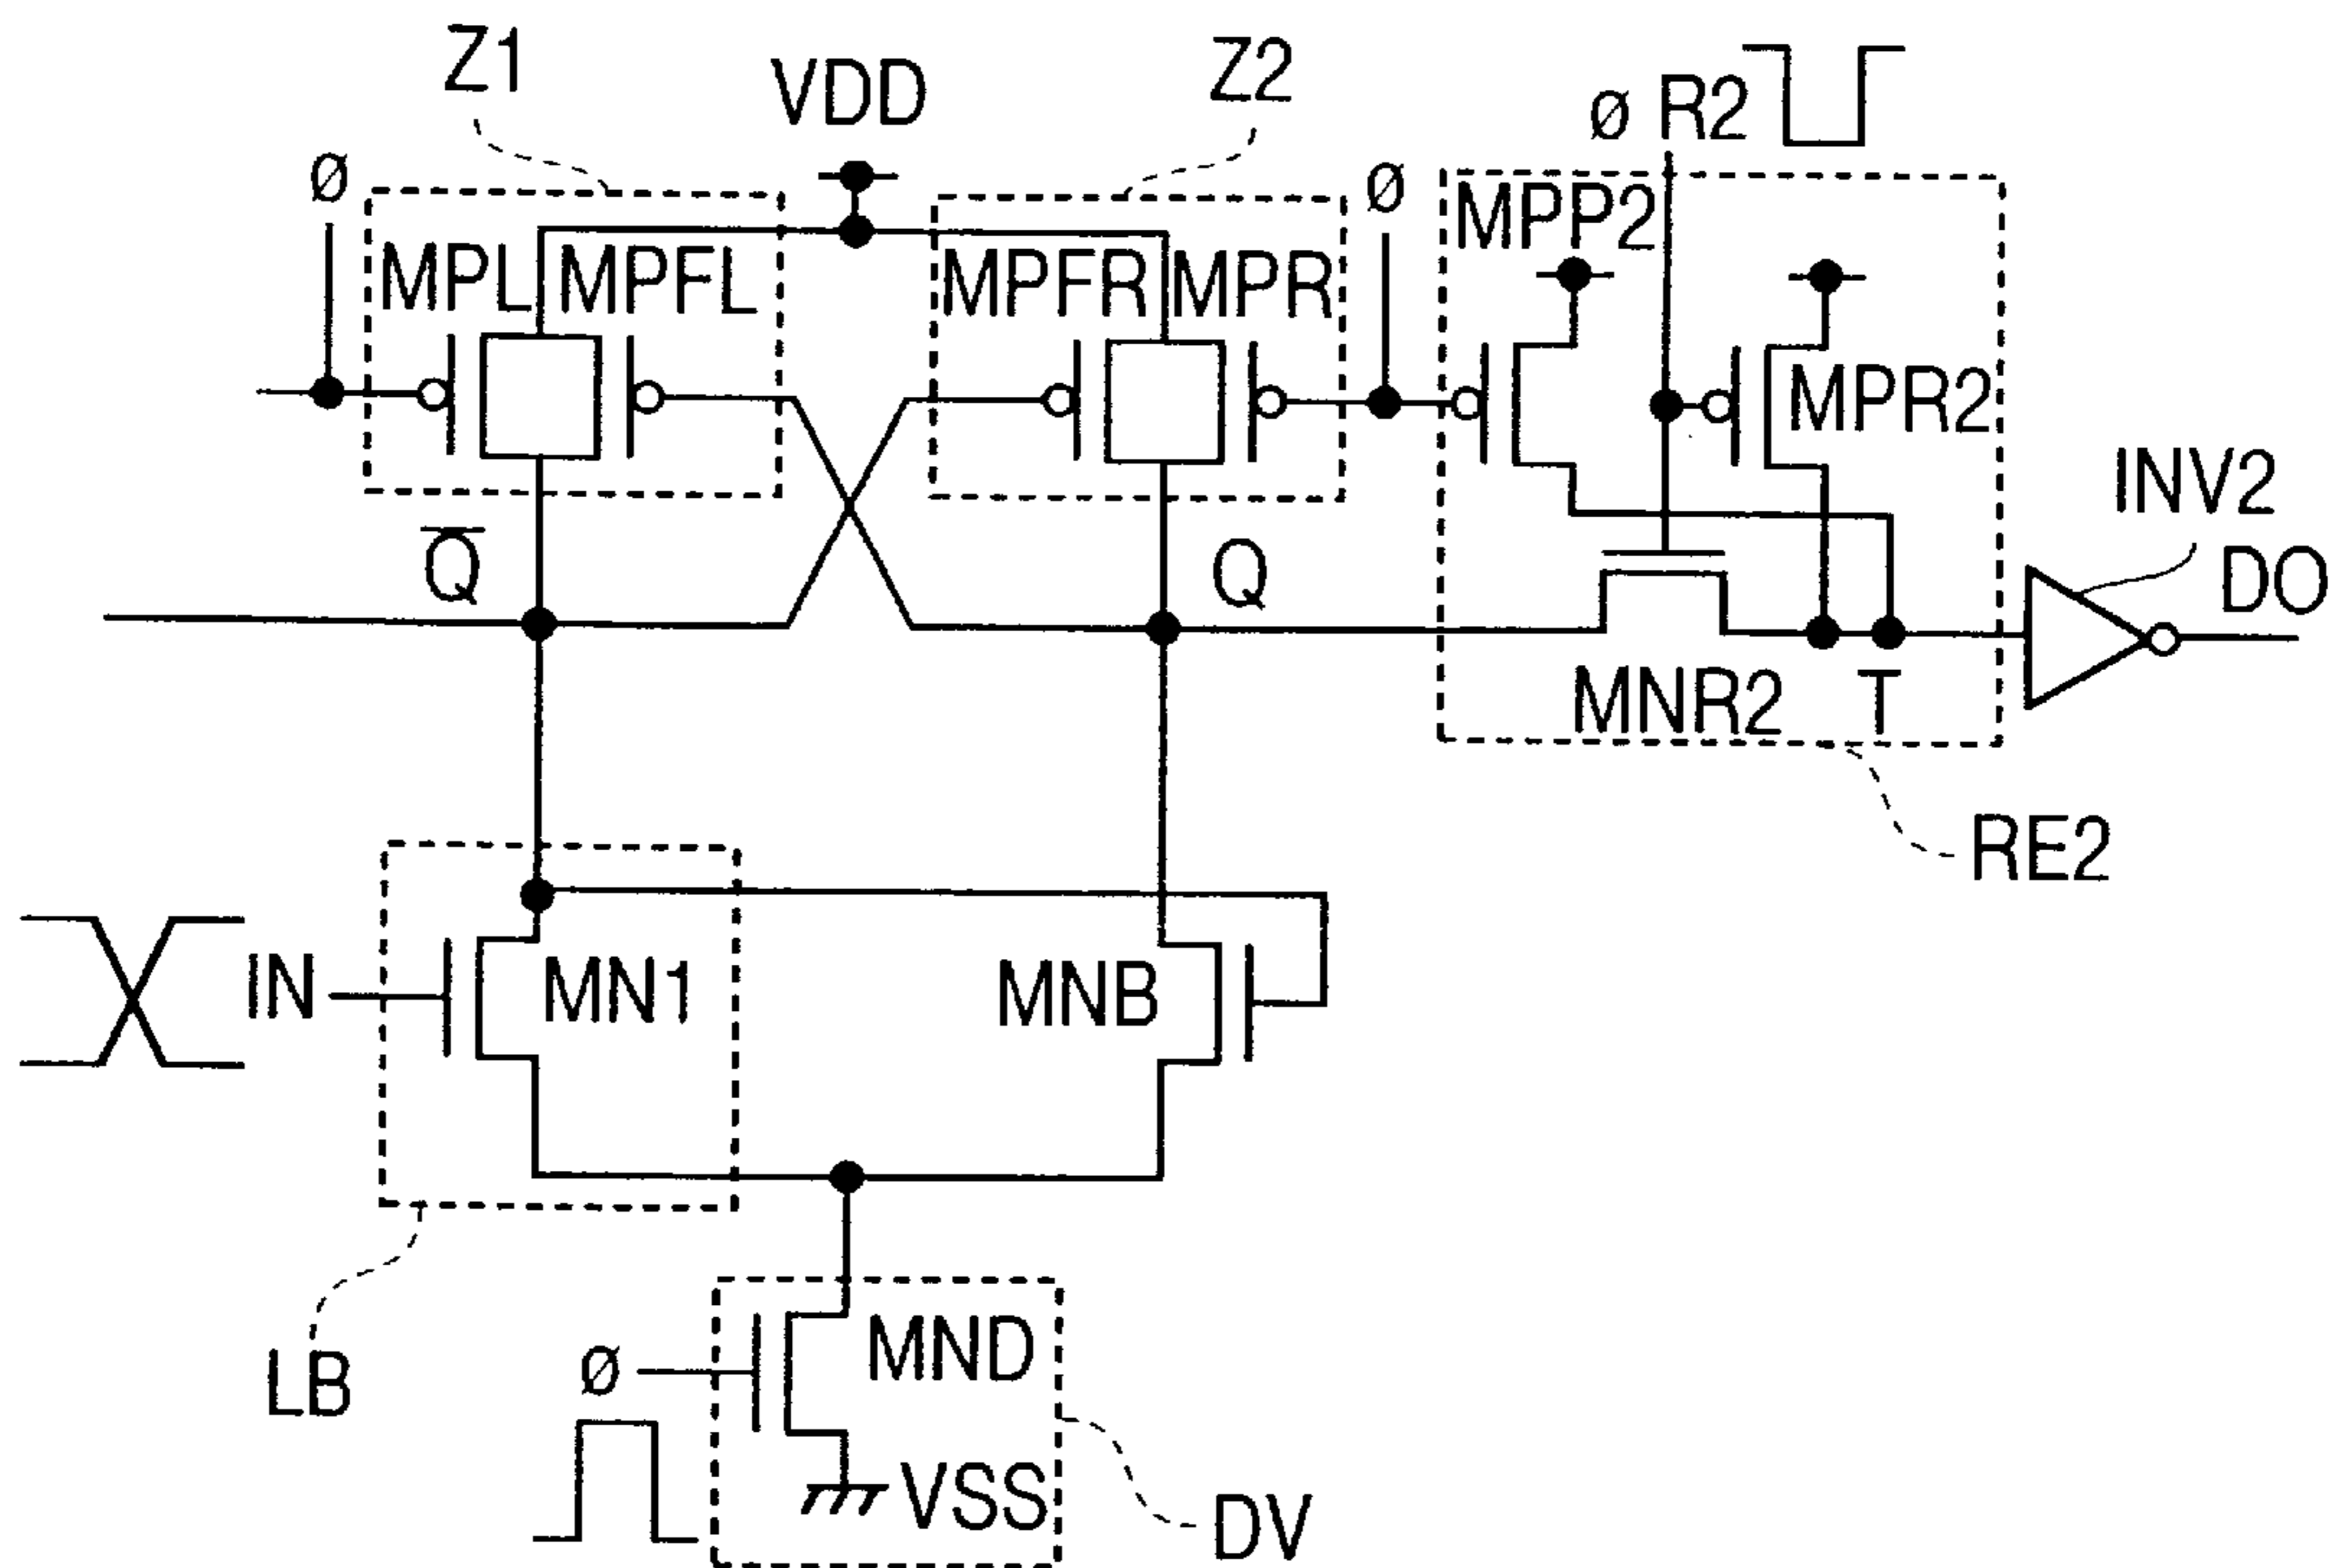 Z1
VDD
Z2
ø R2
ø
ø
MPP2
MPL
MPFL
MPFR
MPR
MPR2
INV2
DO
Q̅
Q
MNR2
T
RE2
IN
MN1
MNB
LB
ø
MND
VSS
DV